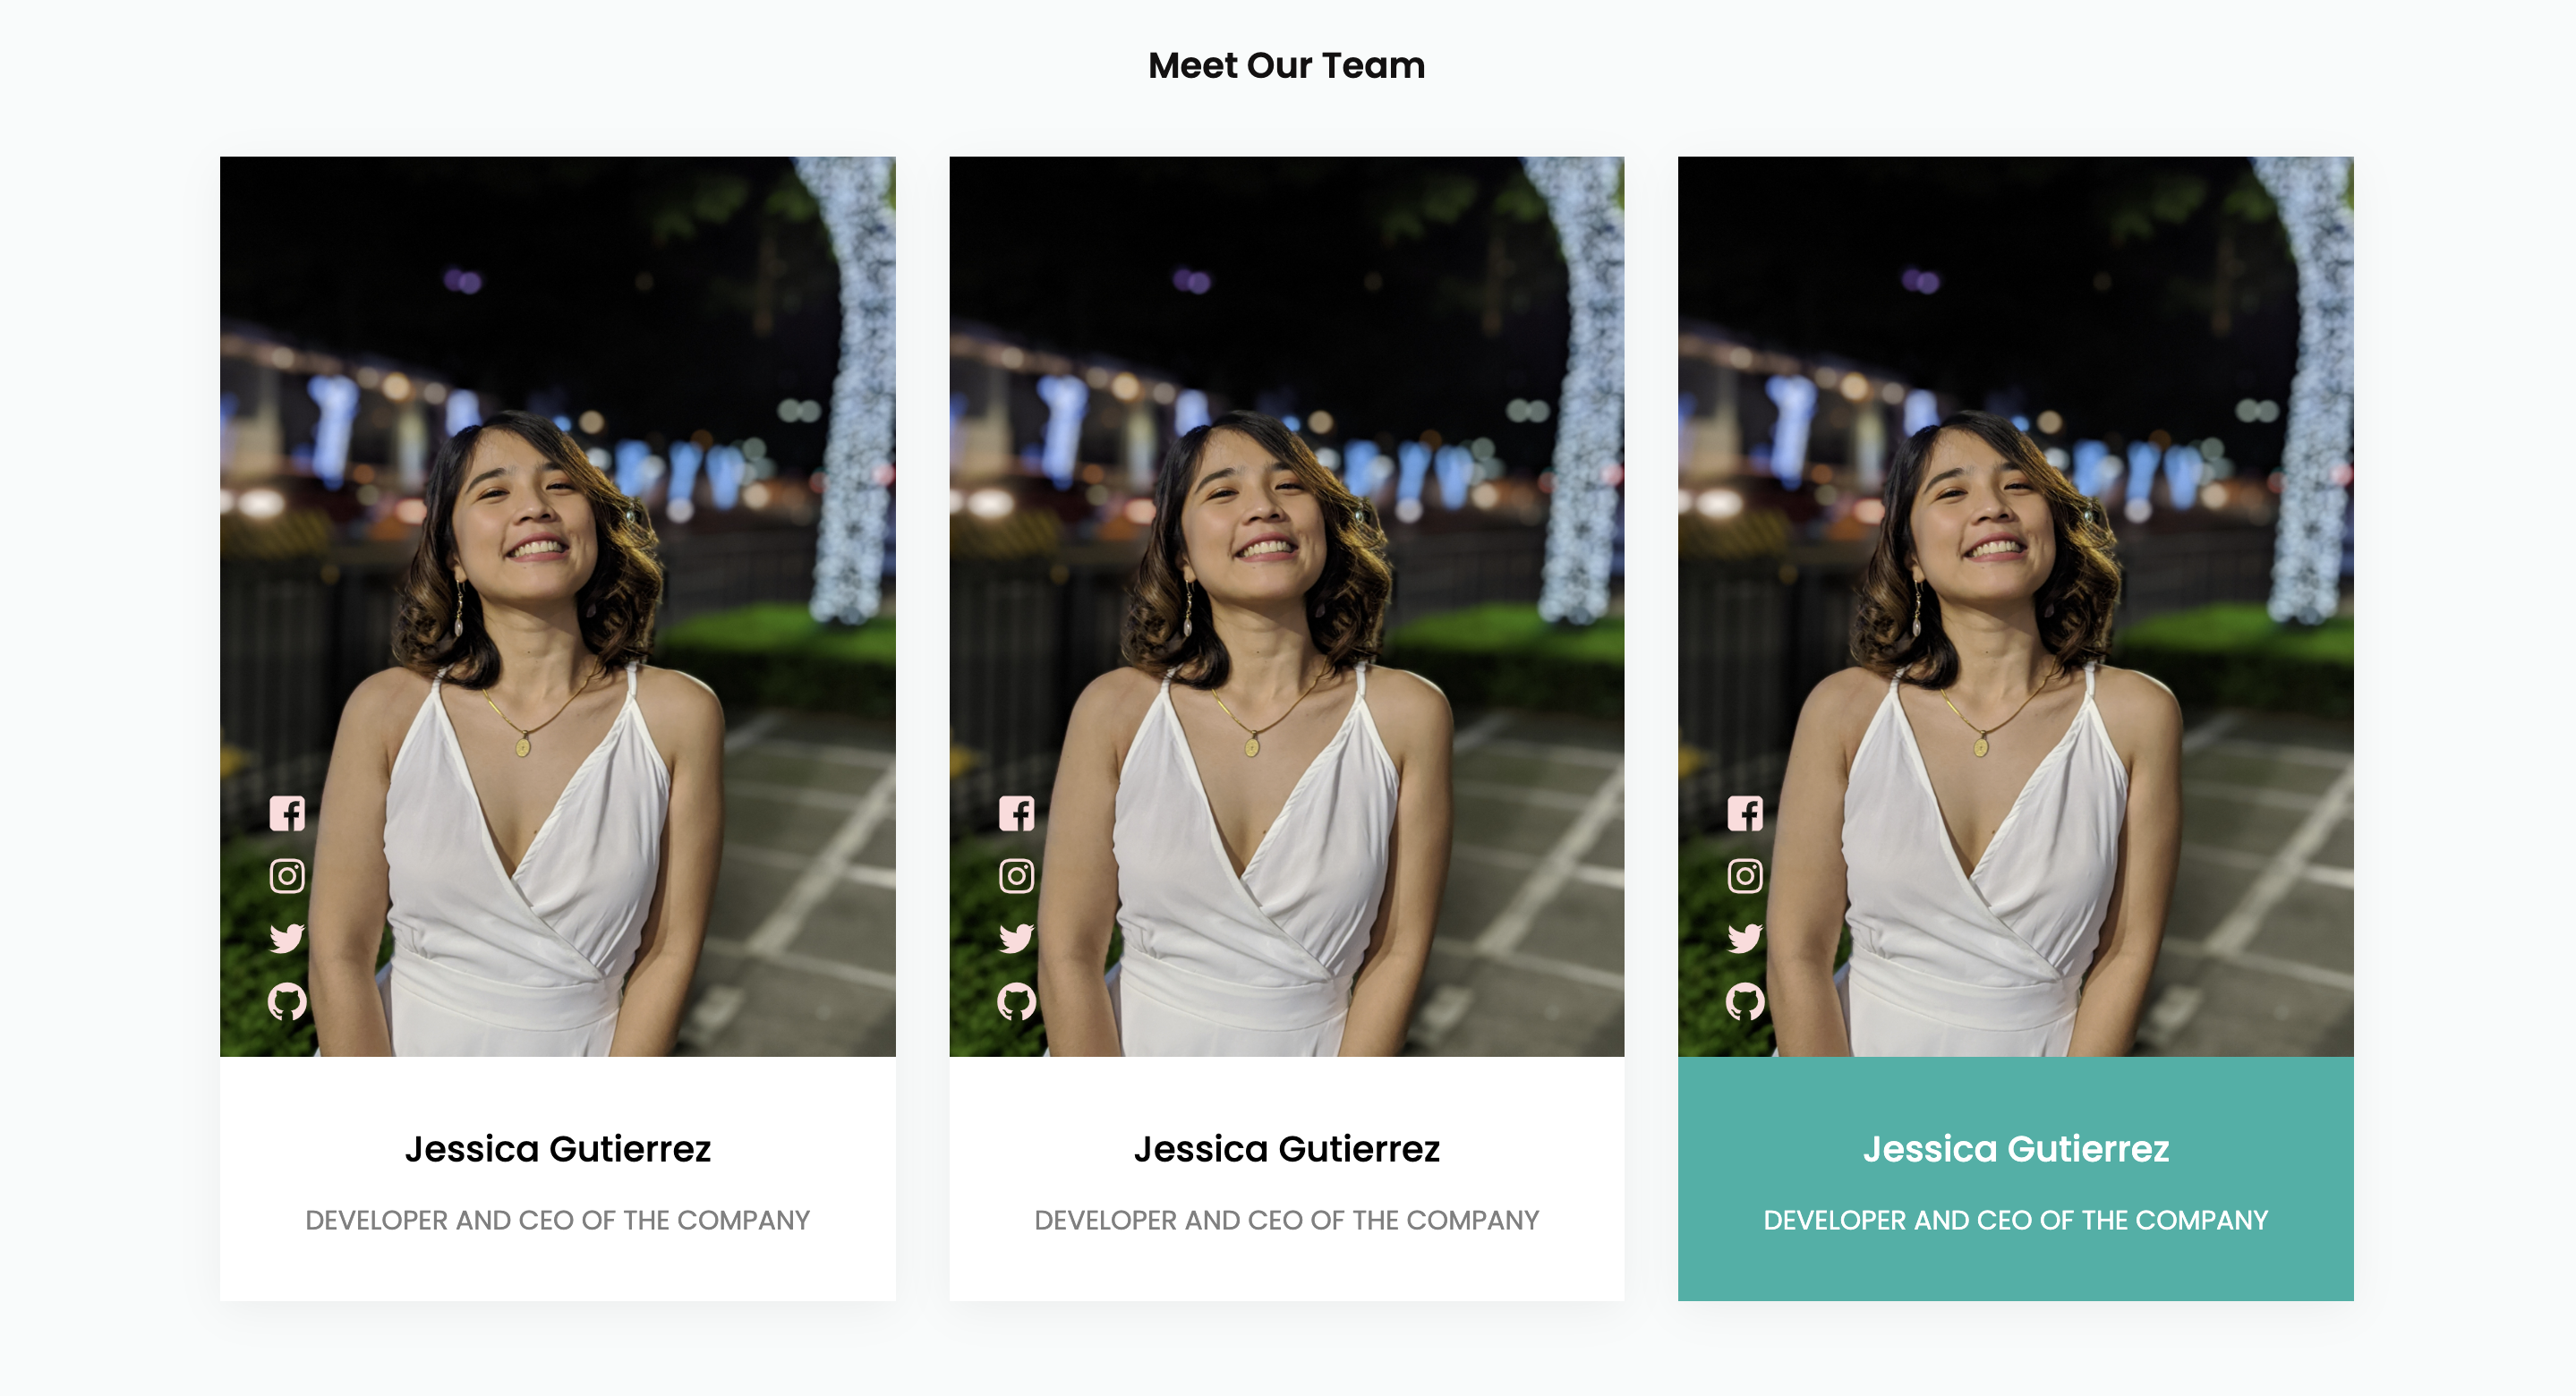 Meet Our Team
Jessica Gutierrez
DEVELOPER AND CEO OF THE COMPANY
Jessica Gutierrez
DEVELOPER AND CEO OF THE COMPANY
Jessica Gutierrez
DEVELOPER AND CEO OF THE COMPANY